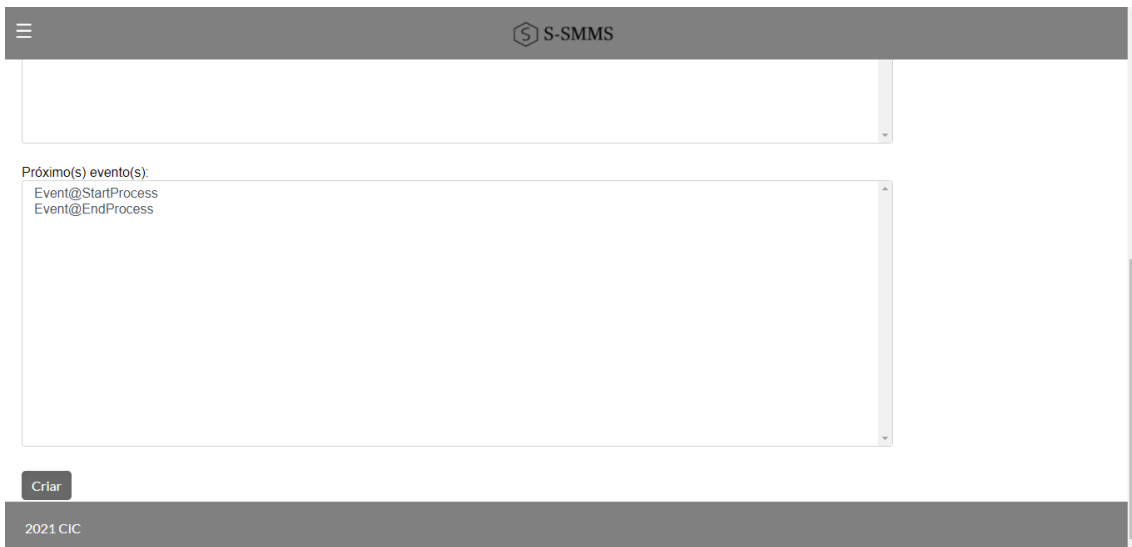 ☰
S S-SMMS
Próximo(s) evento(s):
Event@StartProcess
Event@EndProcess
Criar
2021 CIC